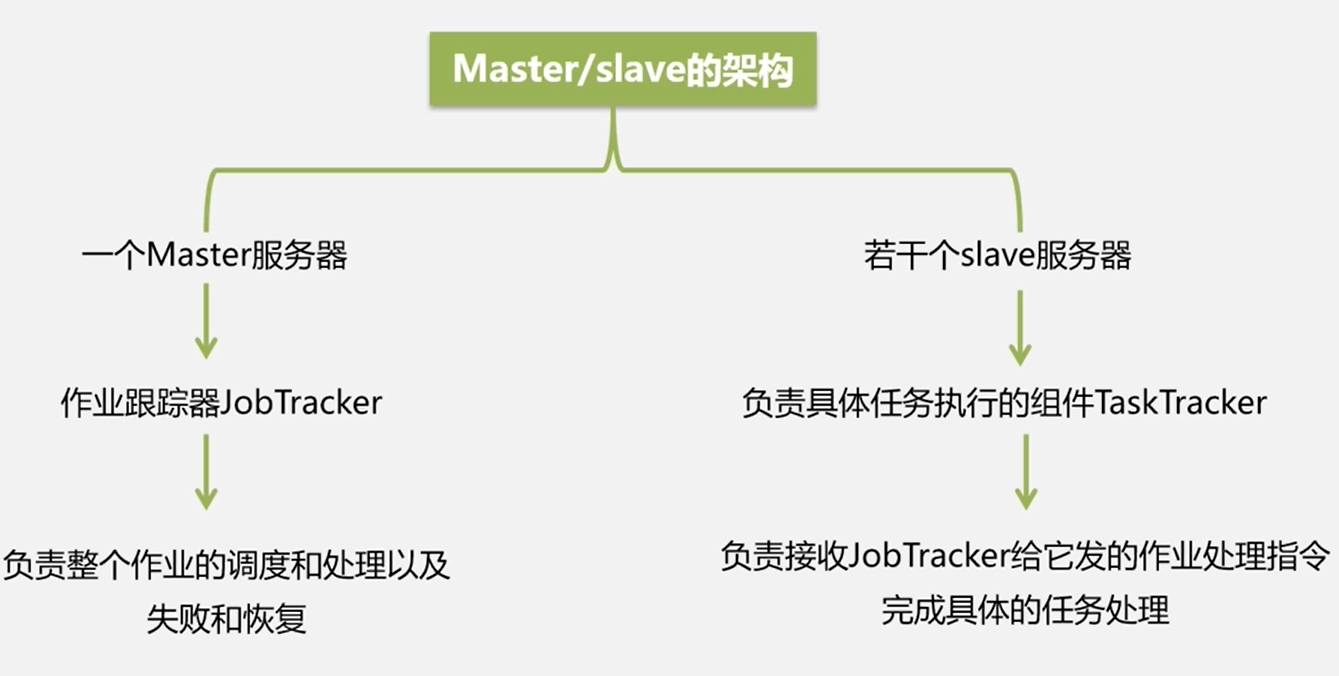 Master/slave的架构
一个Master服务器
作业跟踪器JobTracker
负责整个作业的调度和处理以及
失败和恢复
若干个slave服务器
负责具体任务执行的组件TaskTracker
负责接收JobTracker给它发的作业处理指令
完成具体的任务处理